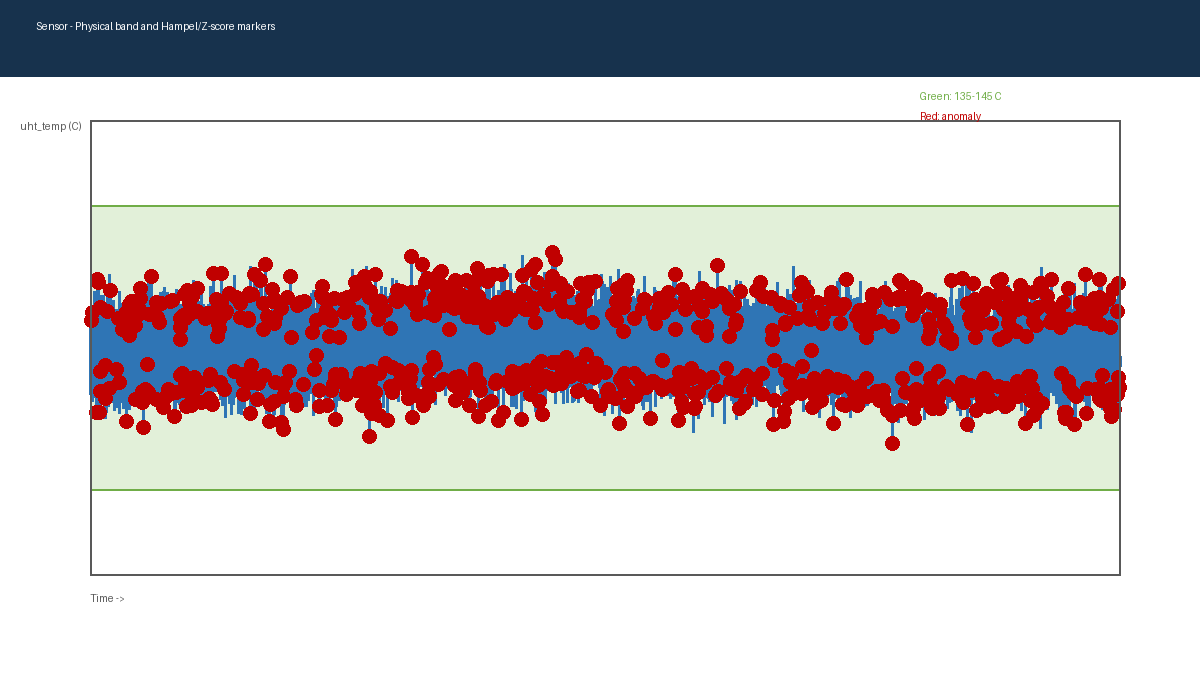 Sensor - Physical band and Hampel/Z-score markers
Green: 135-145 C
Red: anomaly
uht_temp (C)
Time ->